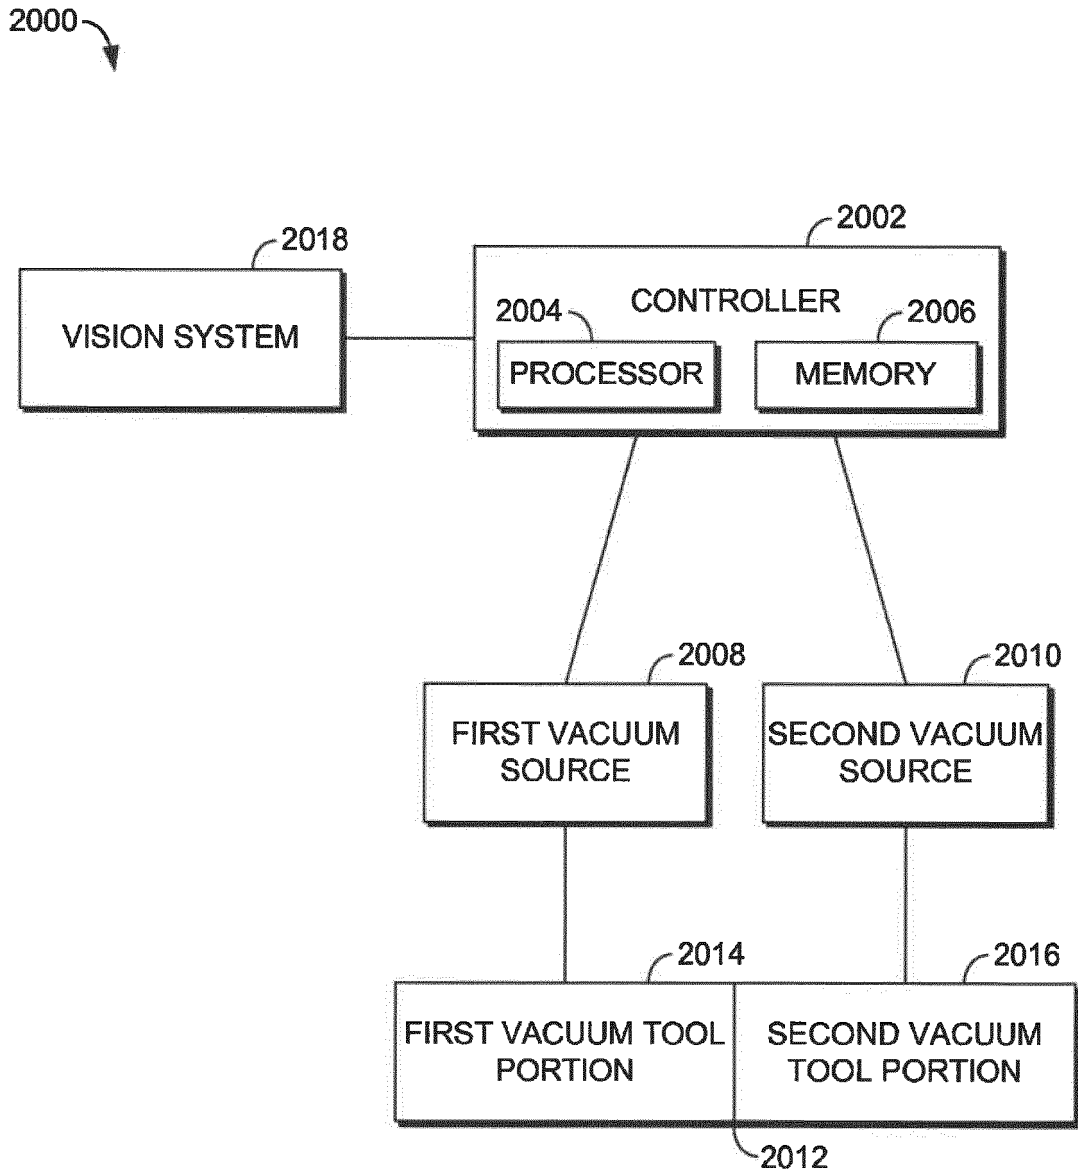 2000
2018
2002
VISION SYSTEM
CONTROLLER
2004
2006
PROCESSOR
MEMORY
2008
2010
FIRST VACUUM
SOURCE
SECOND VACUUM
SOURCE
2014
2016
FIRST VACUUM TOOL
PORTION
SECOND VACUUM
TOOL PORTION
2012